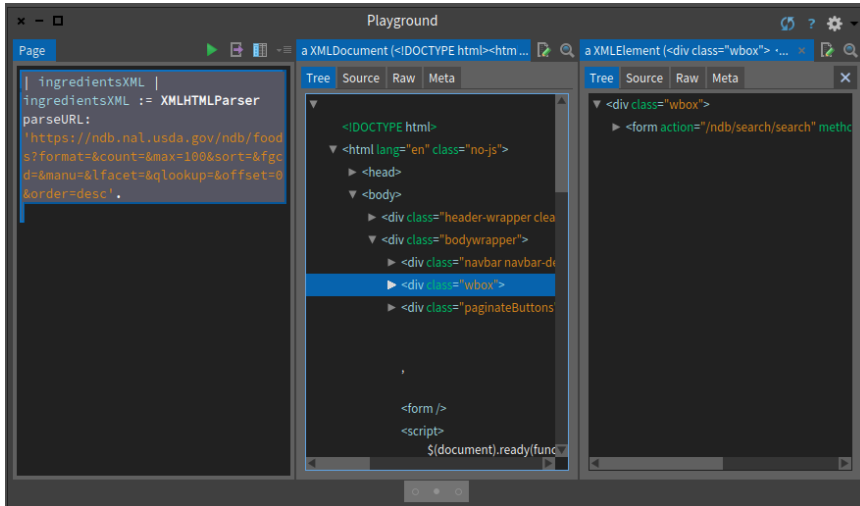 Playground
?
Page
a XMLDocument (<!DOCTYPE html><htm ...
a XMLElement (<div class="wbox"> · ...
Tree Source Raw Meta
Tree Source Raw Meta
| ingredientsXML |
ingredientsXML := XMLHTMLParser
parseURL:
'https://ndb.nal.usda.gov/ndb/food
s?format=&count=&max=100&sort=&fgc
d=&manu=&lfacet=&qlookup=&offset=0
&order=desc'.
<!DOCTYPE html>
<html lang="en" class="no-js">
<head>
<body>
<div class="header-wrapper clea
<div class="bodywrapper">
<div class="navbar navbar-de
<div class="wbox">
<div class="paginateButtons"
,
<form />
<script>
$(document).ready(func
<div class="wbox">
<form action="/ndb/search/search" metho